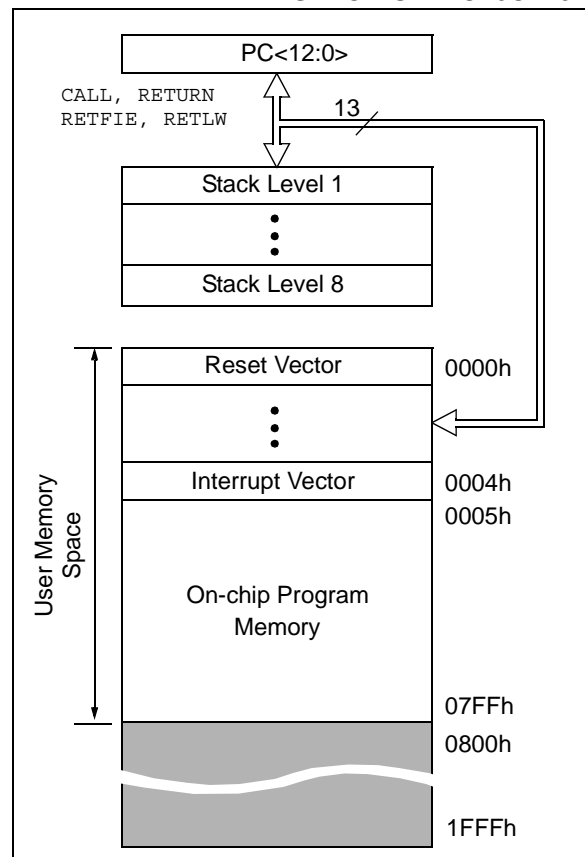 PC<12:0>
CALL, RETURN
RETFIE, RETLW
13
Stack Level 1
Stack Level 8
Reset Vector
0000h
Interrupt Vector
0004h
0005h
User Memory
Space
On-chip Program
Memory
07FFh
0800h
1FFFh